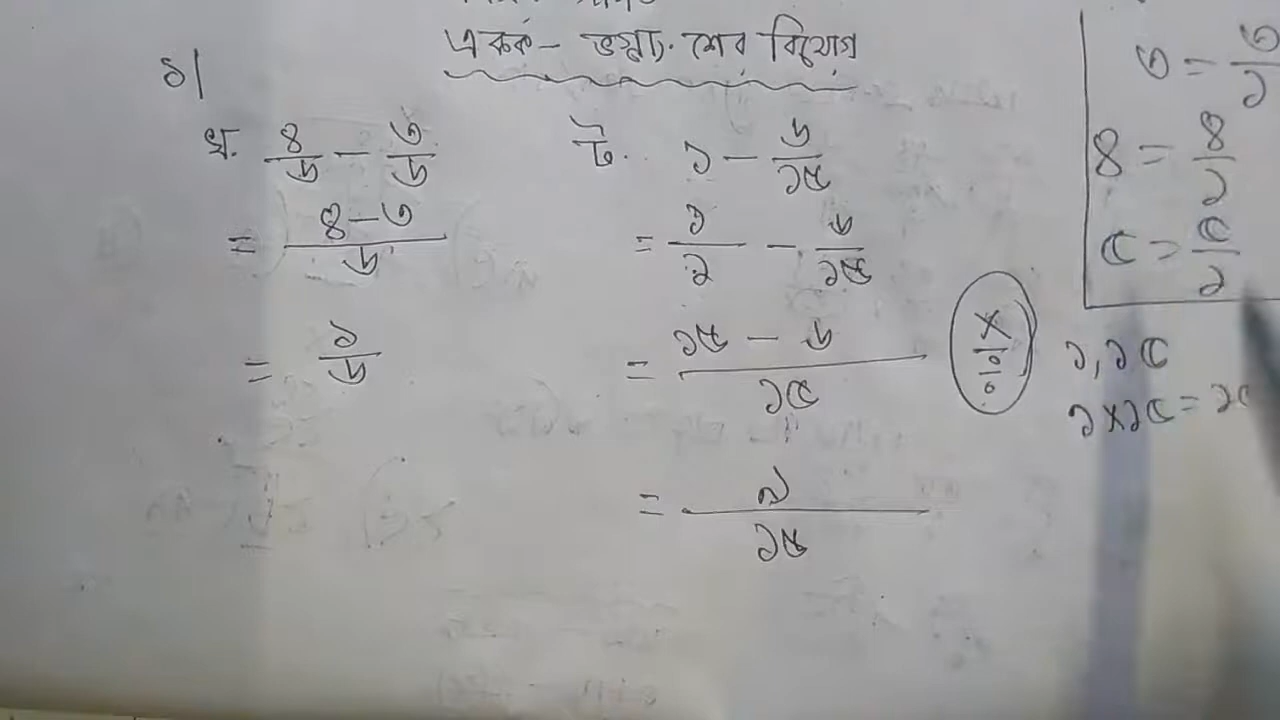 একক - ভগ্নাংশের বিয়োগ
১।
খ. ৪/৬ - ৩/৬
= ৪-৩/৬
= ১/৬
ট. ১ - ৬/১৫
= ১/১ - ৬/১৫
= ১৫ - ৬/১৫
= ৯/১৫
৩ = ৩/১
৪ = ৪/১
৫ = ৫/১
১, ১৫
১×১৫ =